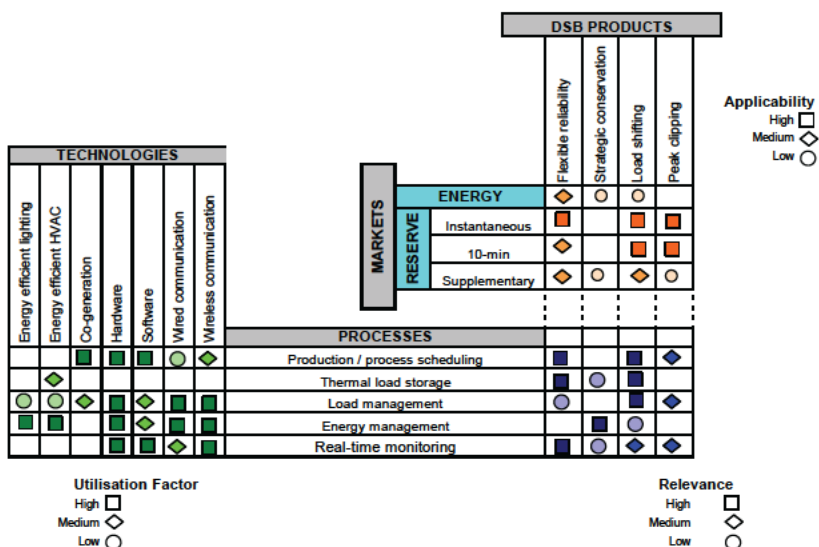 DSB PRODUCTS
Flexible reliability
Strategic conservation
Load shifting
Peak clipping
Applicability
High
Medium
Low
TECHNOLOGIES
Energy efficient lighting
Energy efficient HVAC
Co-generation
Hardware
Software
Wired communication
Wireless communication
MARKETS
ENERGY
RESERVE
Instantaneous
10-min
Supplementary
PROCESSES
Production / process scheduling
Thermal load storage
Load management
Energy management
Real-time monitoring
Utilisation Factor
High
Medium
Low
Relevance
High
Medium
Low